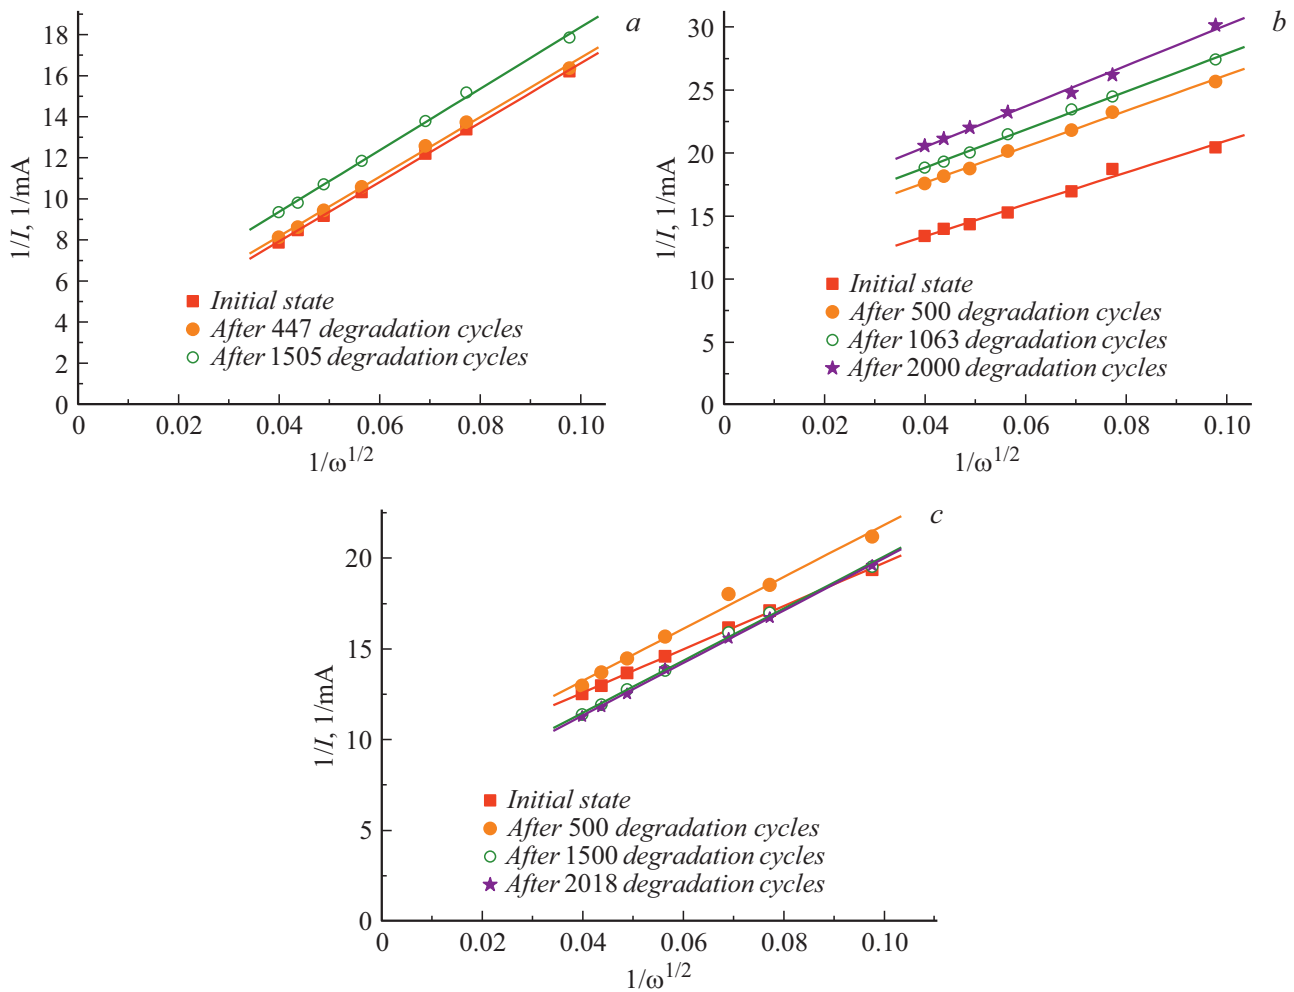 a
1/I, 1/mA
18
16
14
12
10
8
6
4
2
0
Initial state
After 447 degradation cycles
After 1505 degradation cycles
0 0.02 0.04 0.06 0.08 0.10
1/ω^1/2
b
1/I, 1/mA
30
25
20
15
10
5
0
Initial state
After 500 degradation cycles
After 1063 degradation cycles
After 2000 degradation cycles
0 0.02 0.04 0.06 0.08 0.10
1/ω^1/2
c
1/I, 1/mA
20
15
10
5
0
Initial state
After 500 degradation cycles
After 1500 degradation cycles
After 2018 degradation cycles
0 0.02 0.04 0.06 0.08 0.10
1/ω^1/2